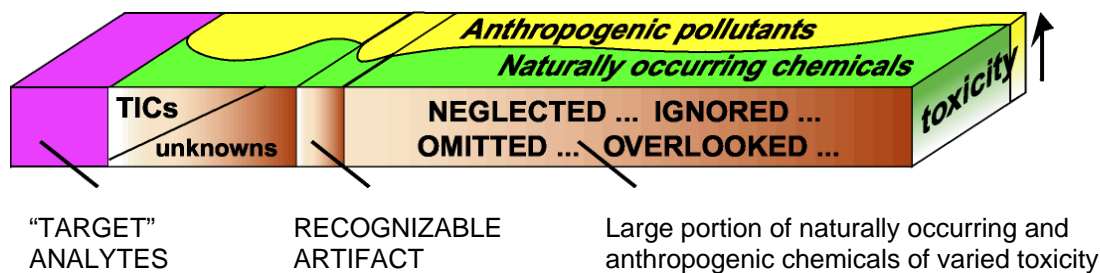 Anthropogenic pollutants
Naturally occurring chemicals
toxicity
TICs
unknowns
NEGLECTED ... IGNORED ...
OMITTED ... OVERLOOKED ...
“TARGET”
ANALYTES
RECOGNIZABLE
ARTIFACT
Large portion of naturally occurring and
anthropogenic chemicals of varied toxicity